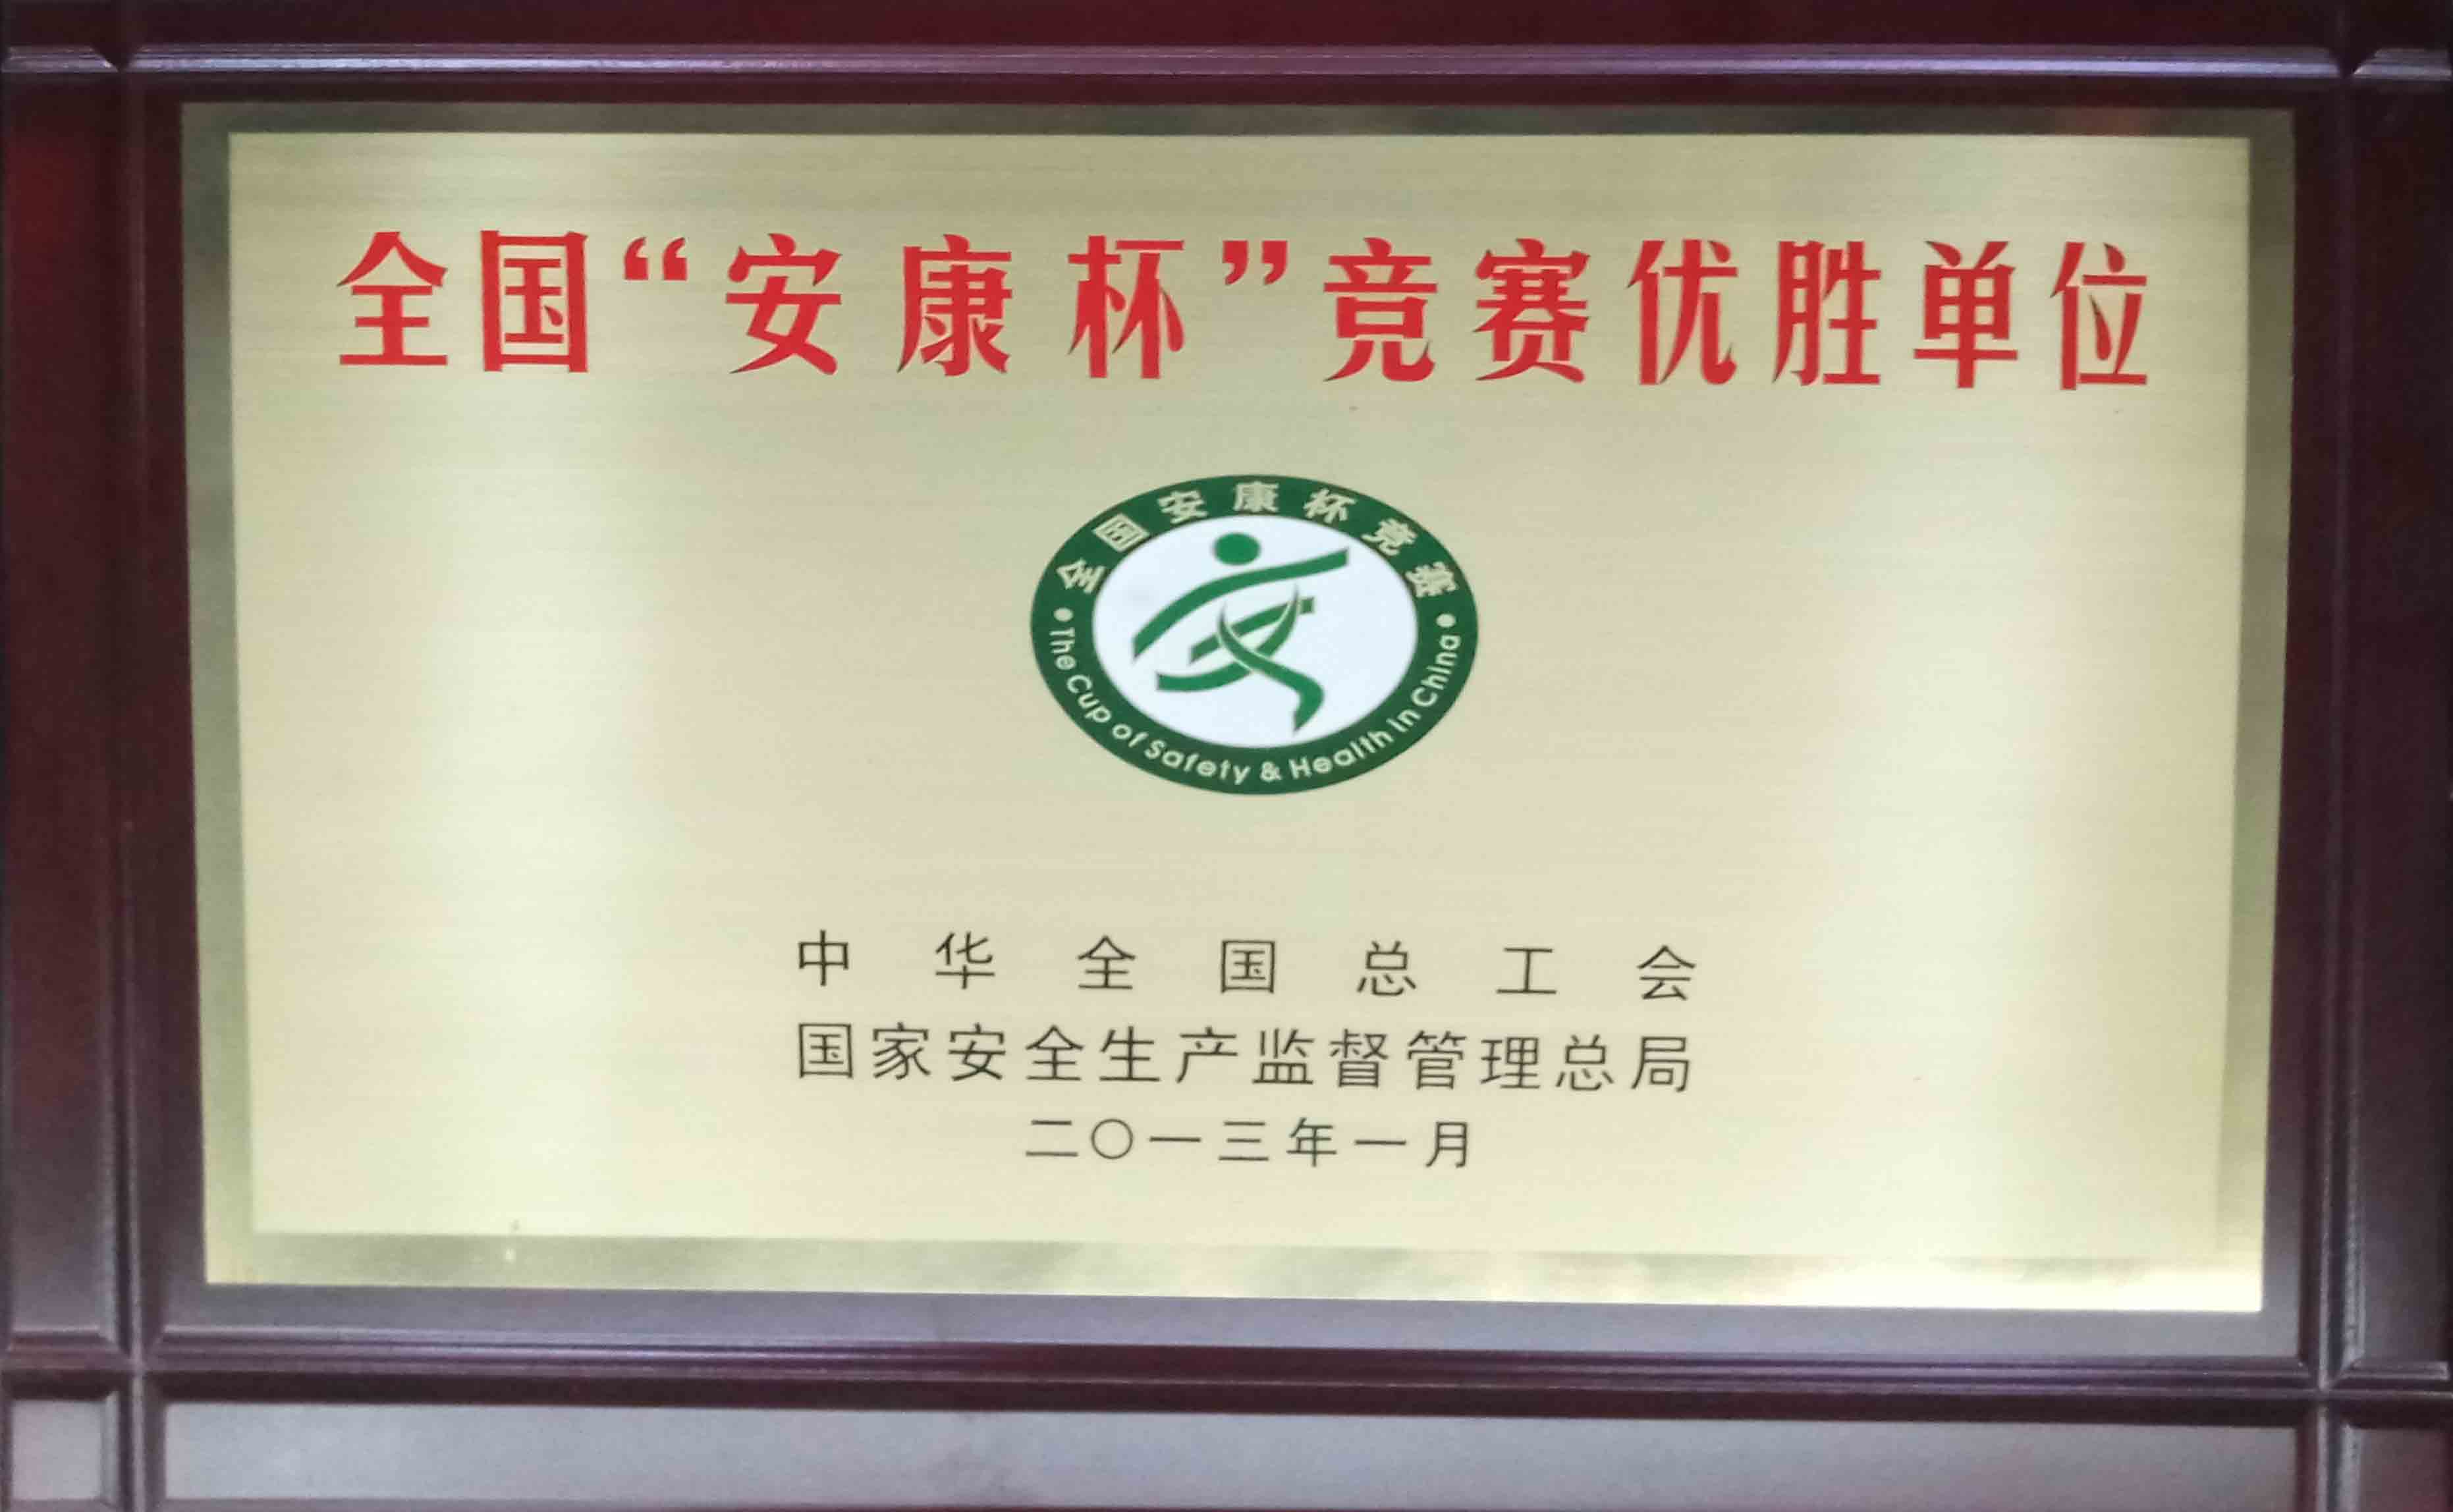 全国“安康杯”竞赛优胜单位
全国安康杯竞赛
The Cup of Safety & Health in China
中华全国总工会
国家安全生产监督管理总局
二〇一三年一月